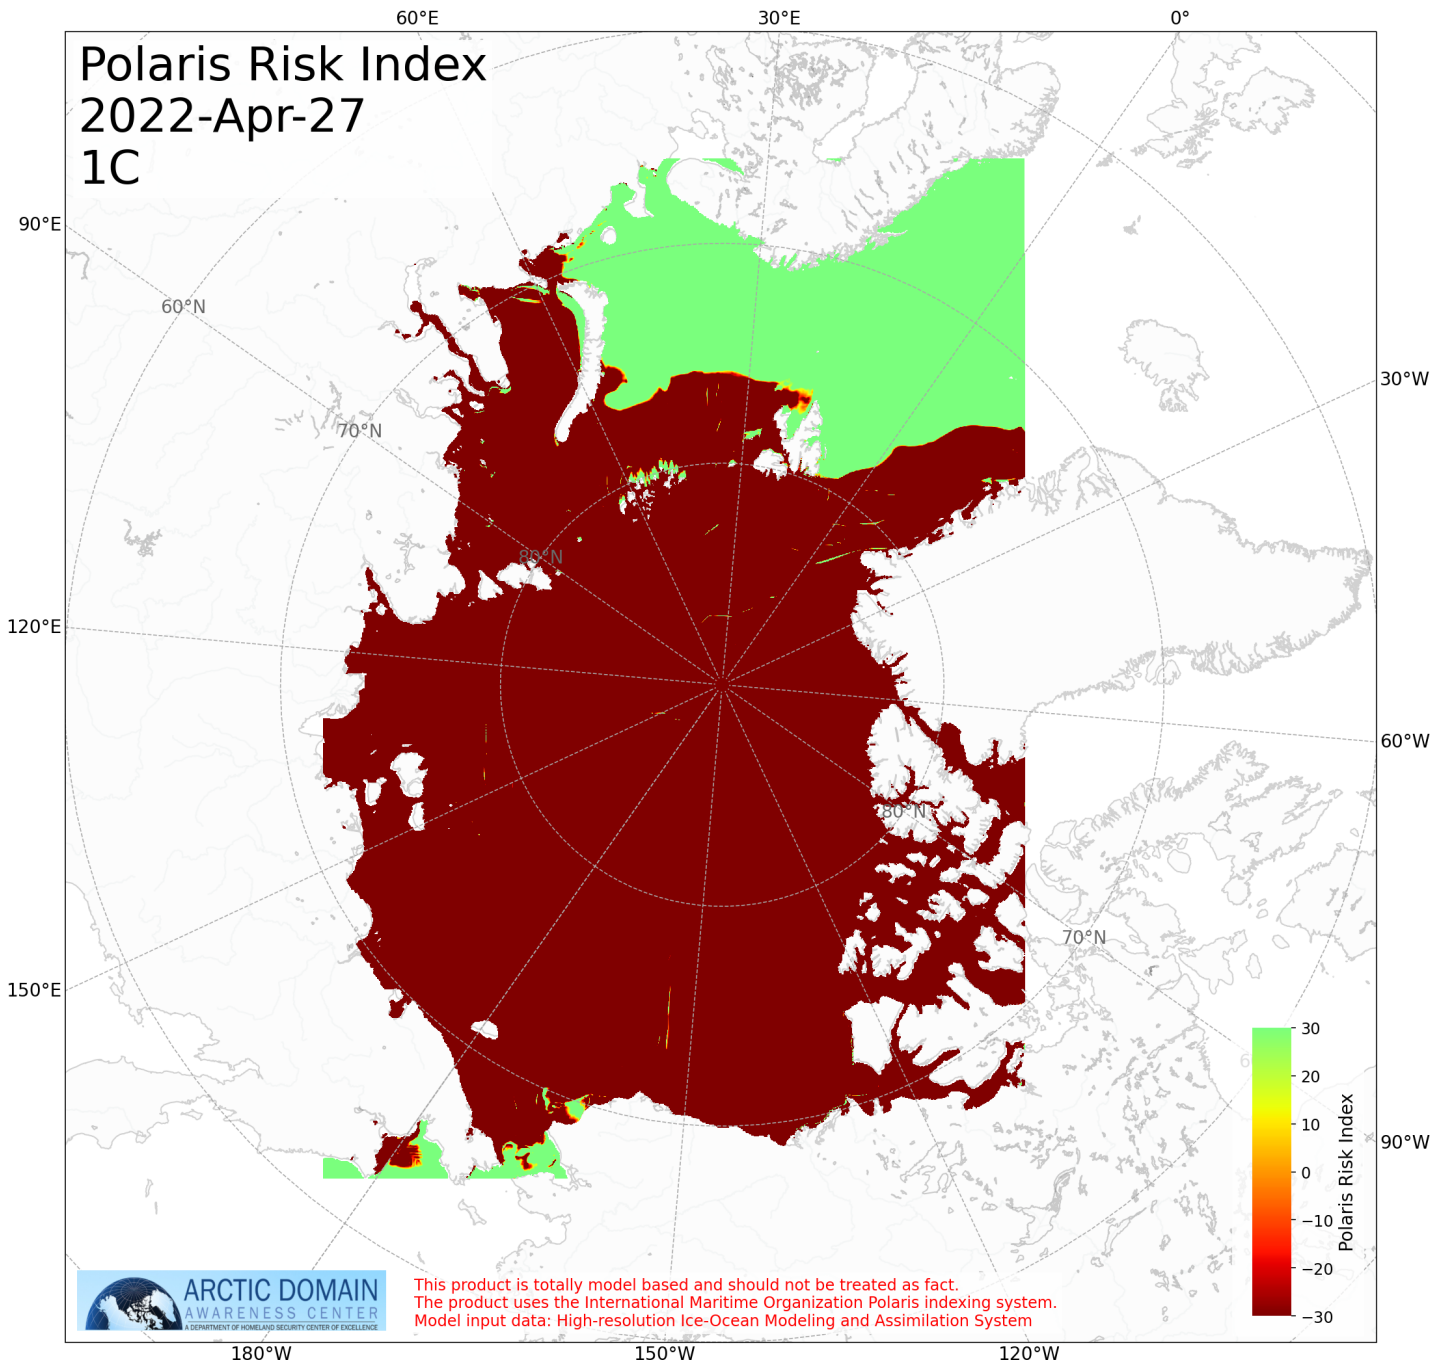 60°E 30°E 0°
Polaris Risk Index
2022-Apr-27
1C
90°E
60°N
30°W
70°N
80°N
120°E
60°W
80°N
70°N
150°E
30
20
10
0
−10
−20
−30
Polaris Risk Index
90°W
ARCTIC DOMAIN
AWARENESS CENTER
A DEPARTMENT OF HOMELAND SECURITY CENTER OF EXCELLENCE
This product is totally model based and should not be treated as fact.
The product uses the International Maritime Organization Polaris indexing system.
Model input data: High-resolution Ice-Ocean Modeling and Assimilation System
180°W 150°W 120°W